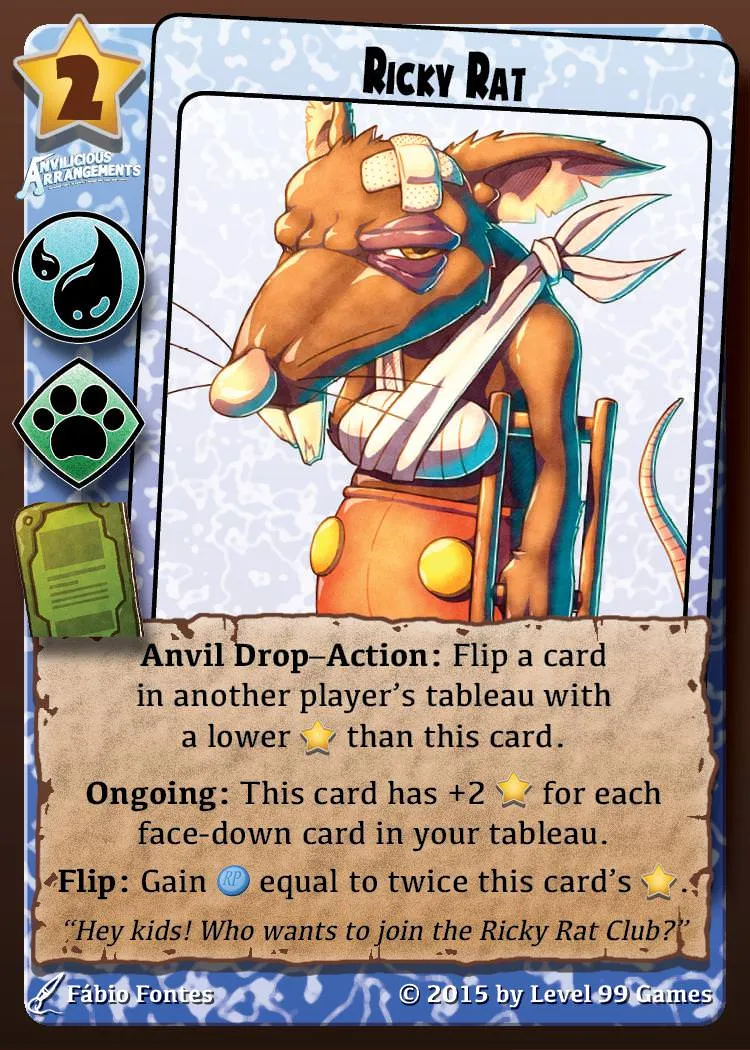 RICKY RAT
2
ANVILICIOUS
ARRANGEMENTS
Anvil Drop–Action: Flip a card
in another player's tableau with
a lower than this card.
Ongoing: This card has +2 for each
face-down card in your tableau.
Flip: Gain RP equal to twice this card's .
“Hey kids! Who wants to join the Ricky Rat Club?”
Fábio Fontes
© 2015 by Level 99 Games